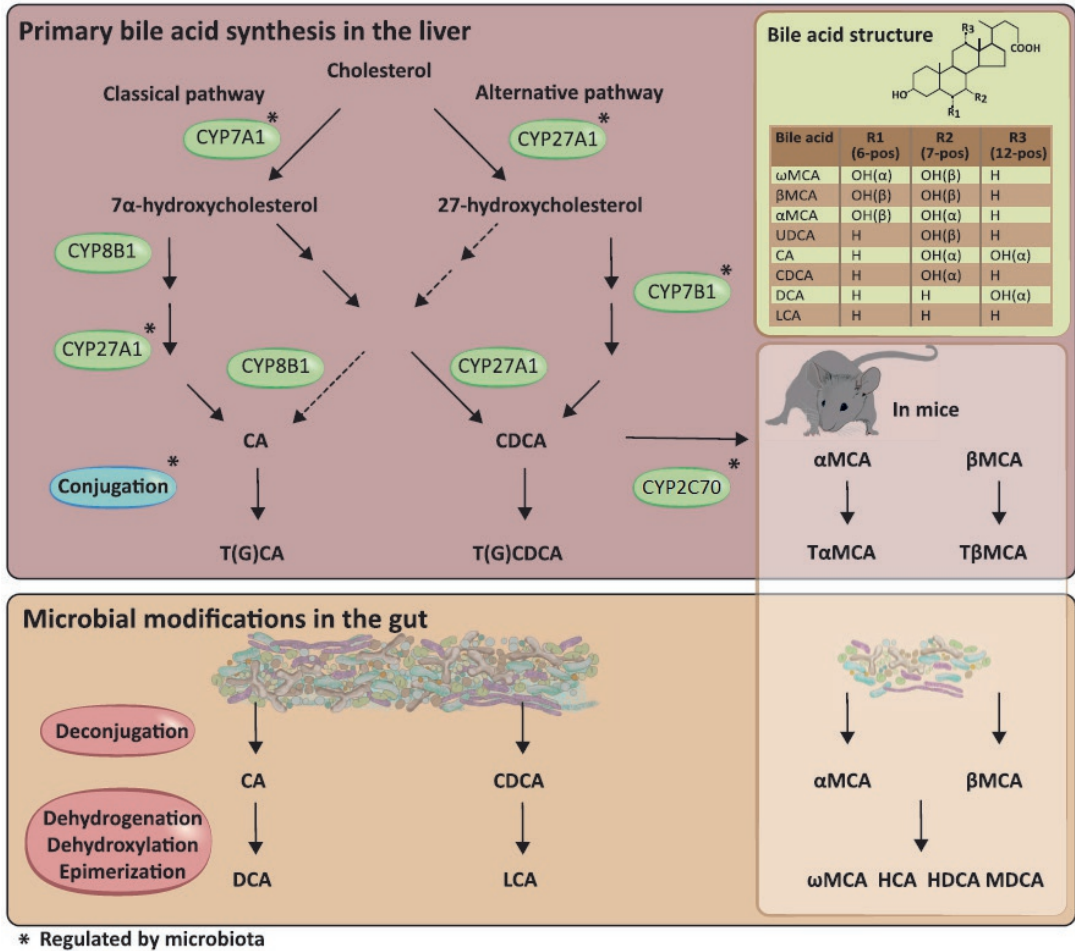 Primary bile acid synthesis in the liver
Cholesterol
Classical pathway
Alternative pathway
CYP7A1 *
CYP27A1 *
7α-hydroxycholesterol
27-hydroxycholesterol
CYP8B1
CYP7B1 *
CYP27A1 *
CYP8B1
CYP27A1
CA
CDCA
Conjugation *
CYP2C70 *
T(G)CA
T(G)CDCA
Bile acid structure
R3
COOH
HO
R2
R1
Bile acid R1 (6-pos) R2 (7-pos) R3 (12-pos)
ωMCA OH(α) OH(β) H
βMCA OH(β) OH(β) H
αMCA OH(β) OH(α) H
UDCA H OH(β) H
CA H OH(α) OH(α)
CDCA H OH(α) H
DCA H H OH(α)
LCA H H H
In mice
αMCA βMCA
TαMCA TβMCA
Microbial modifications in the gut
Deconjugation
CA
CDCA
αMCA
βMCA
Dehydrogenation
Dehydroxylation
Epimerization
DCA
LCA
ωMCA HCA HDCA MDCA
* Regulated by microbiota